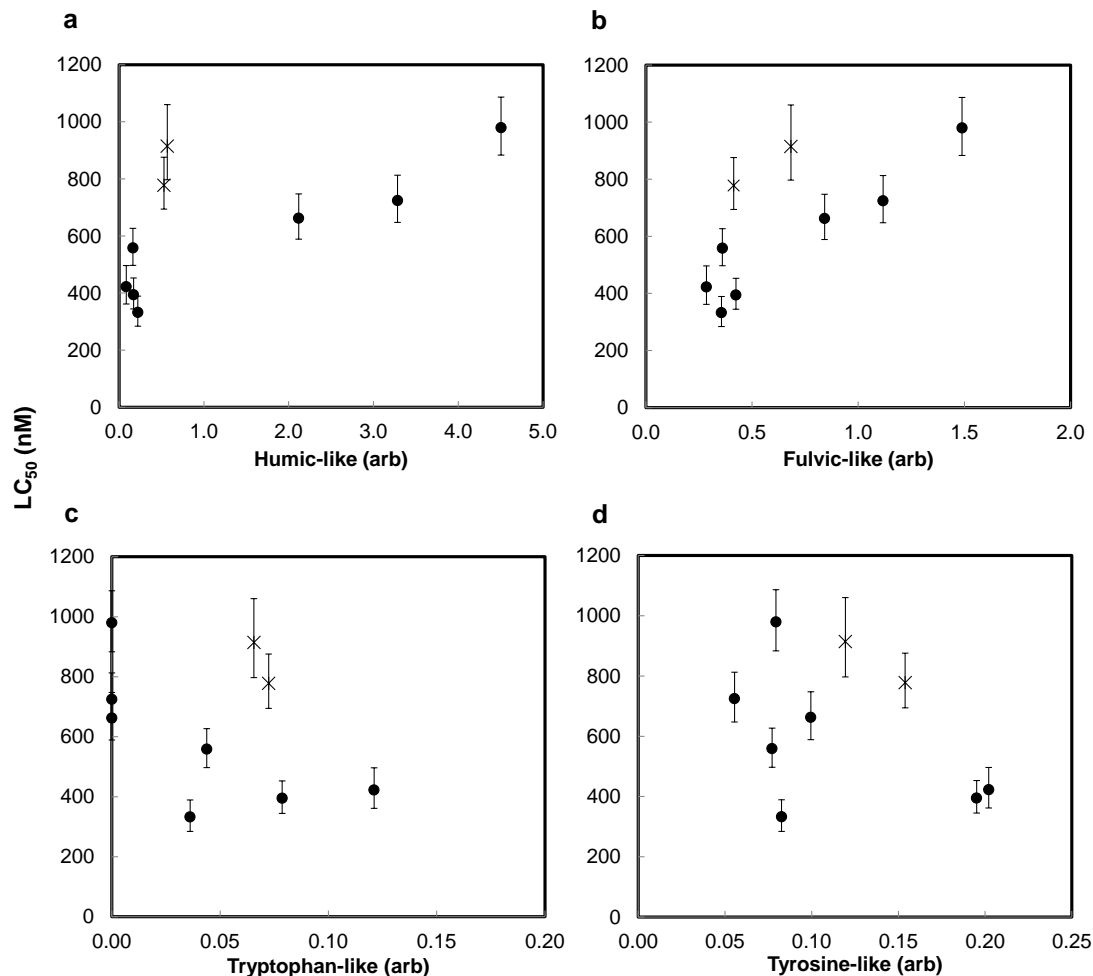 a
b
1200
1000
800
600
400
200
0
0.0 1.0 2.0 3.0 4.0 5.0
Humic-like (arb)
1200
1000
800
600
400
200
0
0.0 0.5 1.0 1.5 2.0
Fulvic-like (arb)
LC50 (nM)
c
d
1200
1000
800
600
400
200
0
0.00 0.05 0.10 0.15 0.20
Tryptophan-like (arb)
1200
1000
800
600
400
200
0
0.00 0.05 0.10 0.15 0.20 0.25
Tyrosine-like (arb)